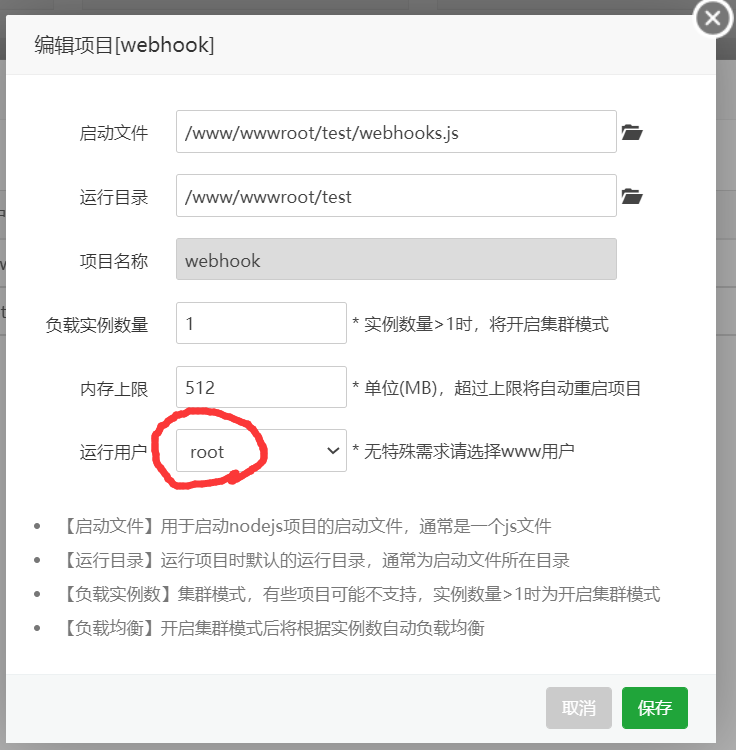 编辑项目[webhook]
启动文件 /www/wwwroot/test/webhooks.js
运行目录 /www/wwwroot/test
项目名称 webhook
负载实例数量 1 * 实例数量>1时，将开启集群模式
内存上限 512 * 单位(MB)，超过上限将自动重启项目
运行用户 root * 无特殊需求请选择www用户
• 【启动文件】用于启动nodejs项目的启动文件，通常是一个js文件
• 【运行目录】运行项目时默认的运行目录，通常为启动文件所在目录
• 【负载实例数】集群模式，有些项目可能不支持，实例数量>1时为开启集群模式
• 【负载均衡】开启集群模式后将根据实例数自动负载均衡
取消 保存